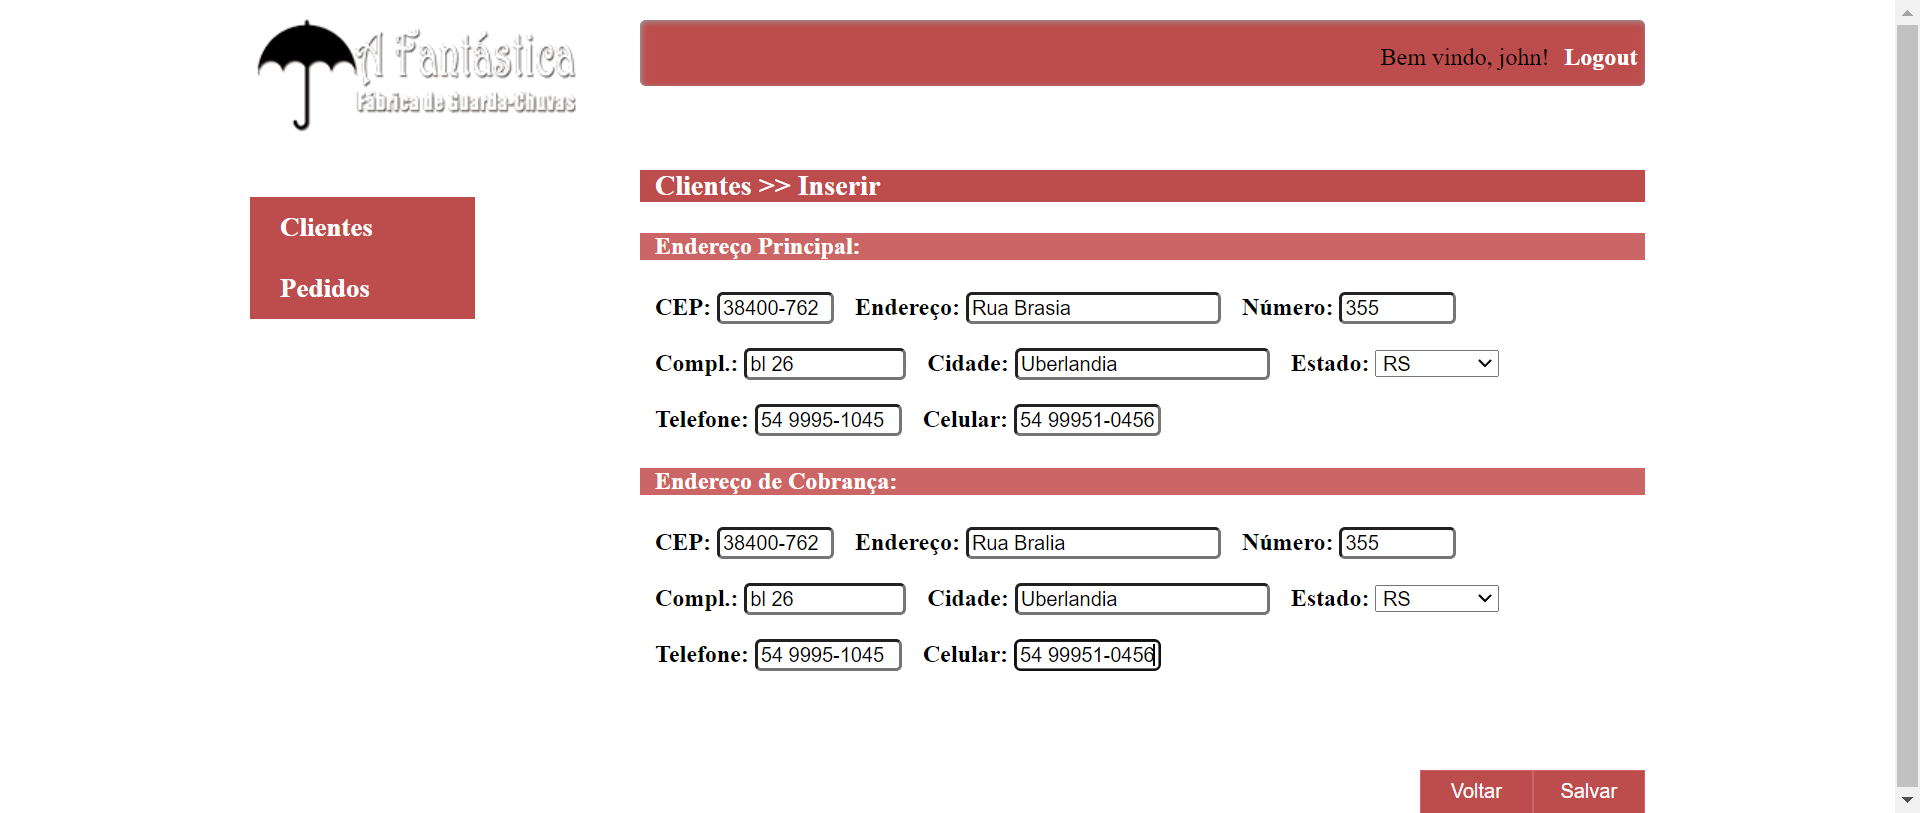 A Fantástica
Fábrica de Guarda-Chuvas
Bem vindo, john! Logout
Clientes
Pedidos
Clientes >> Inserir
Endereço Principal:
CEP: 38400-762 Endereço: Rua Brasia Número: 355
Compl.: bl 26 Cidade: Uberlandia Estado: RS
Telefone: 54 9995-1045 Celular: 54 99951-0456
Endereço de Cobrança:
CEP: 38400-762 Endereço: Rua Bralia Número: 355
Compl.: bl 26 Cidade: Uberlandia Estado: RS
Telefone: 54 9995-1045 Celular: 54 99951-0456
Voltar Salvar